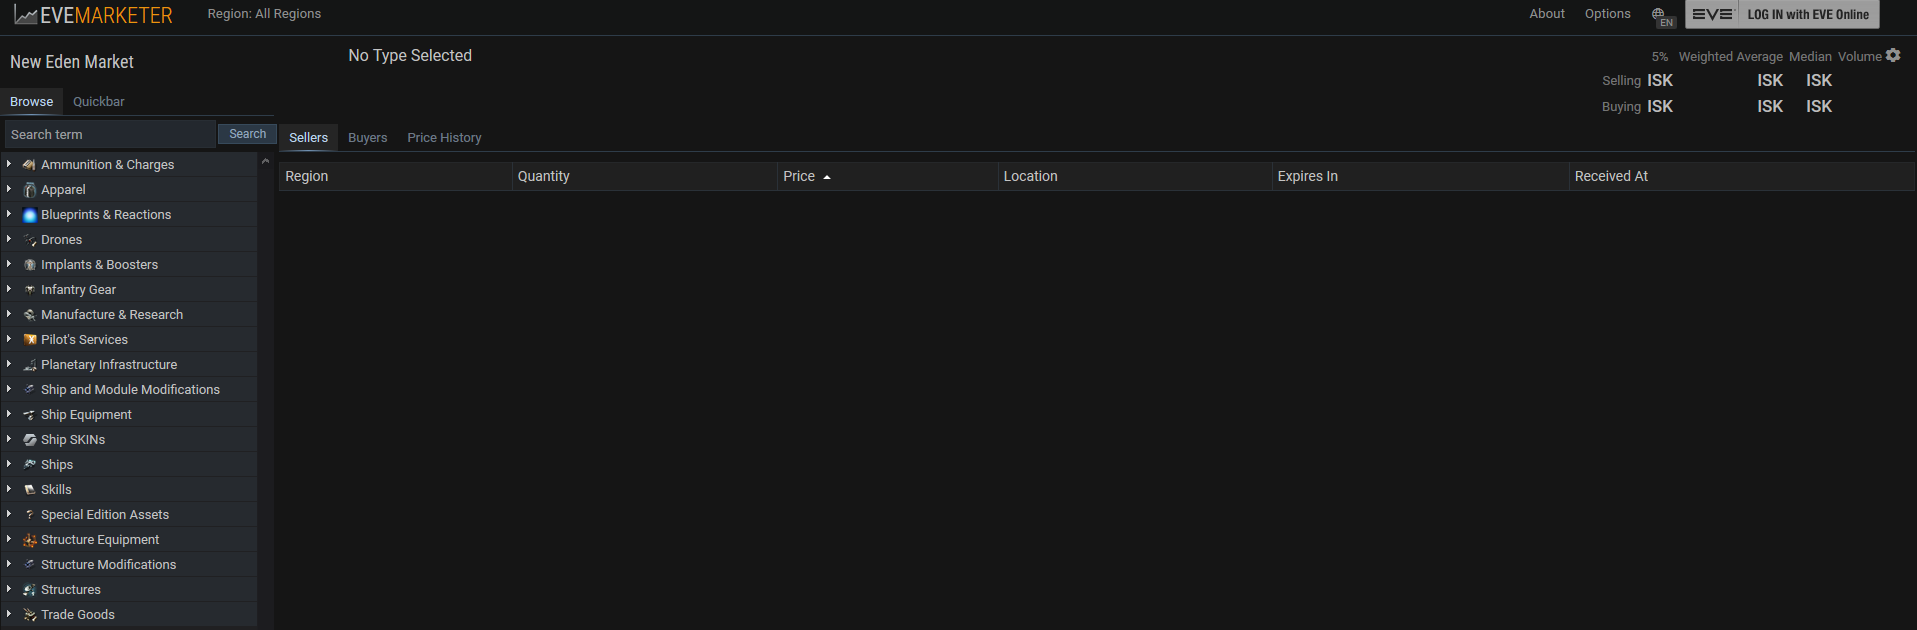 EVEMARKETER
Region: All Regions
About
Options
EN
EVE
LOG IN with EVE Online
New Eden Market
No Type Selected
5% Weighted Average Median Volume
Selling ISK ISK ISK
Buying ISK ISK ISK
Browse
Quickbar
Search term
Search
Sellers
Buyers
Price History
Region
Quantity
Price
Location
Expires In
Received At
Ammunition & Charges
Apparel
Blueprints & Reactions
Drones
Implants & Boosters
Infantry Gear
Manufacture & Research
Pilot's Services
Planetary Infrastructure
Ship and Module Modifications
Ship Equipment
Ship SKINs
Ships
Skills
Special Edition Assets
Structure Equipment
Structure Modifications
Structures
Trade Goods